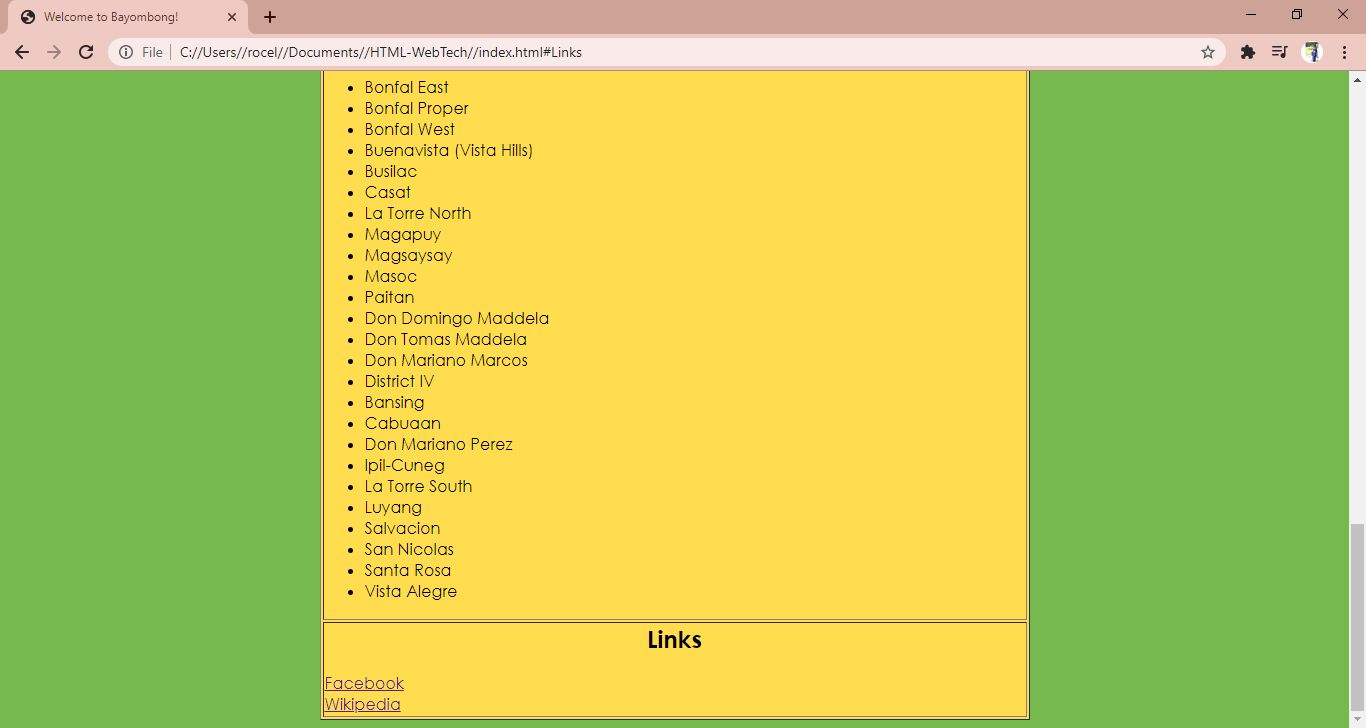 Welcome to Bayombong!
File C://Users//rocel//Documents//HTML-WebTech//index.html#Links
Bonfal East
Bonfal Proper
Bonfal West
Buenavista (Vista Hills)
Busilac
Casat
La Torre North
Magapuy
Magsaysay
Masoc
Paitan
Don Domingo Maddela
Don Tomas Maddela
Don Mariano Marcos
District IV
Bansing
Cabuaan
Don Mariano Perez
Ipil-Cuneg
La Torre South
Luyang
Salvacion
San Nicolas
Santa Rosa
Vista Alegre
Links
Facebook
Wikipedia